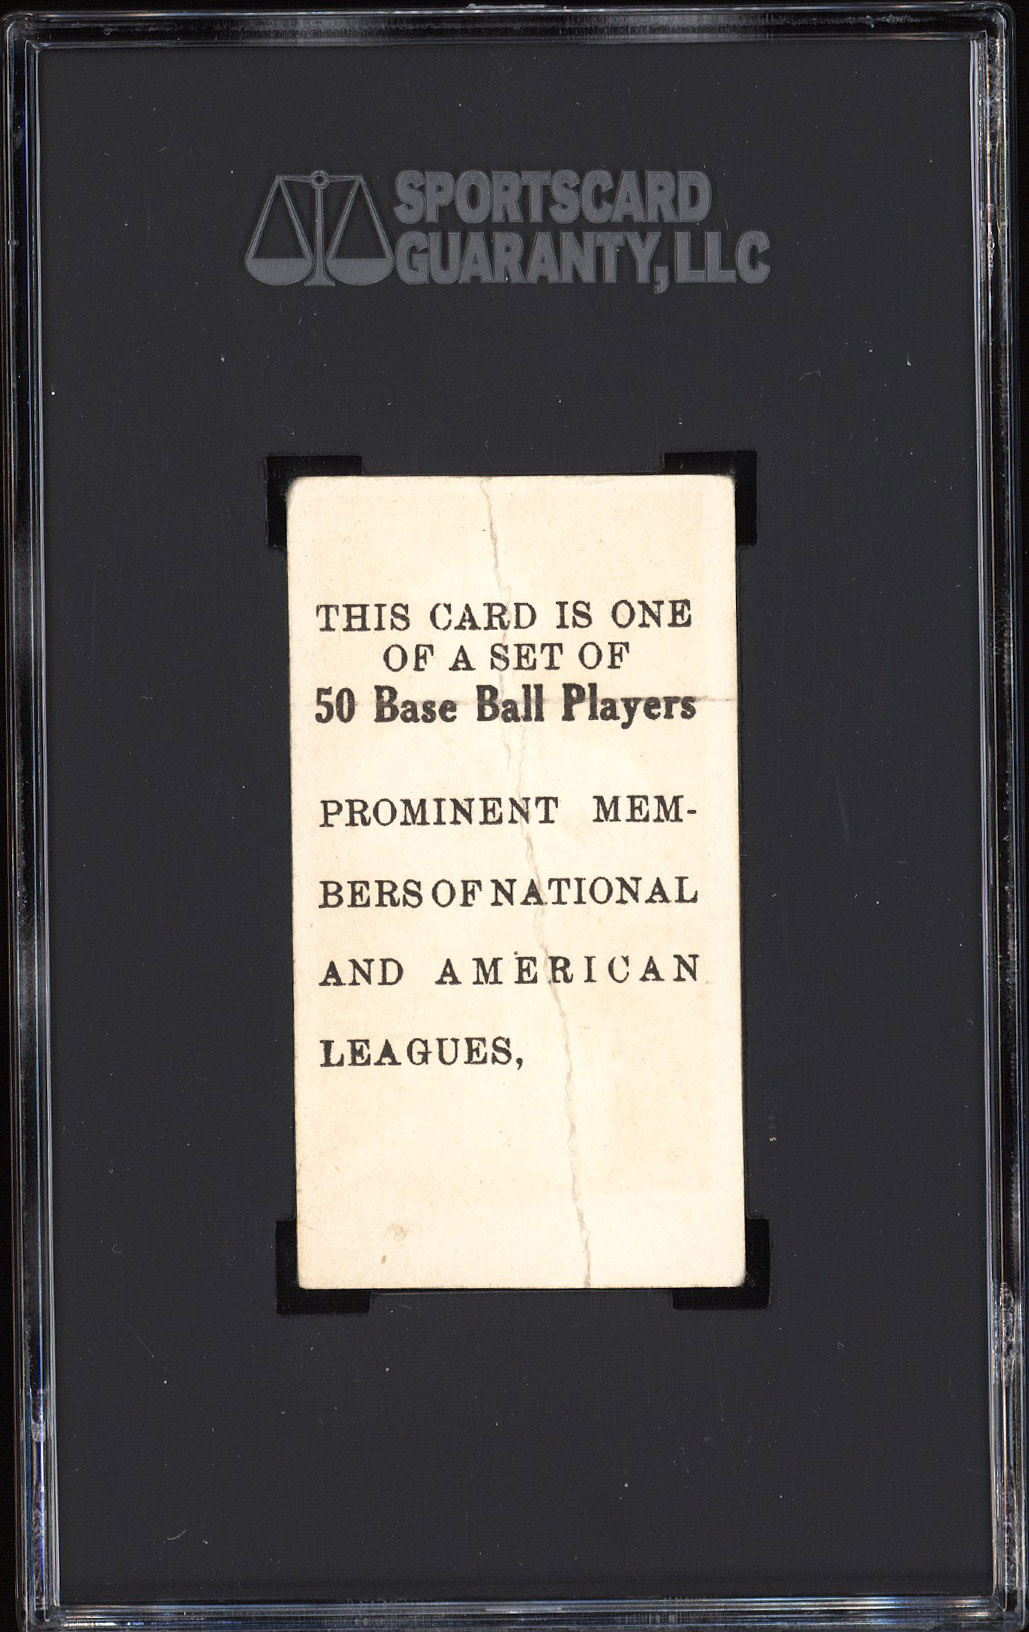 SPORTSCARD
GUARANTY, LLC
THIS CARD IS ONE
OF A SET OF
50 Base Ball Players
PROMINENT MEM-
BERS OF NATIONAL
AND AMERICAN
LEAGUES,